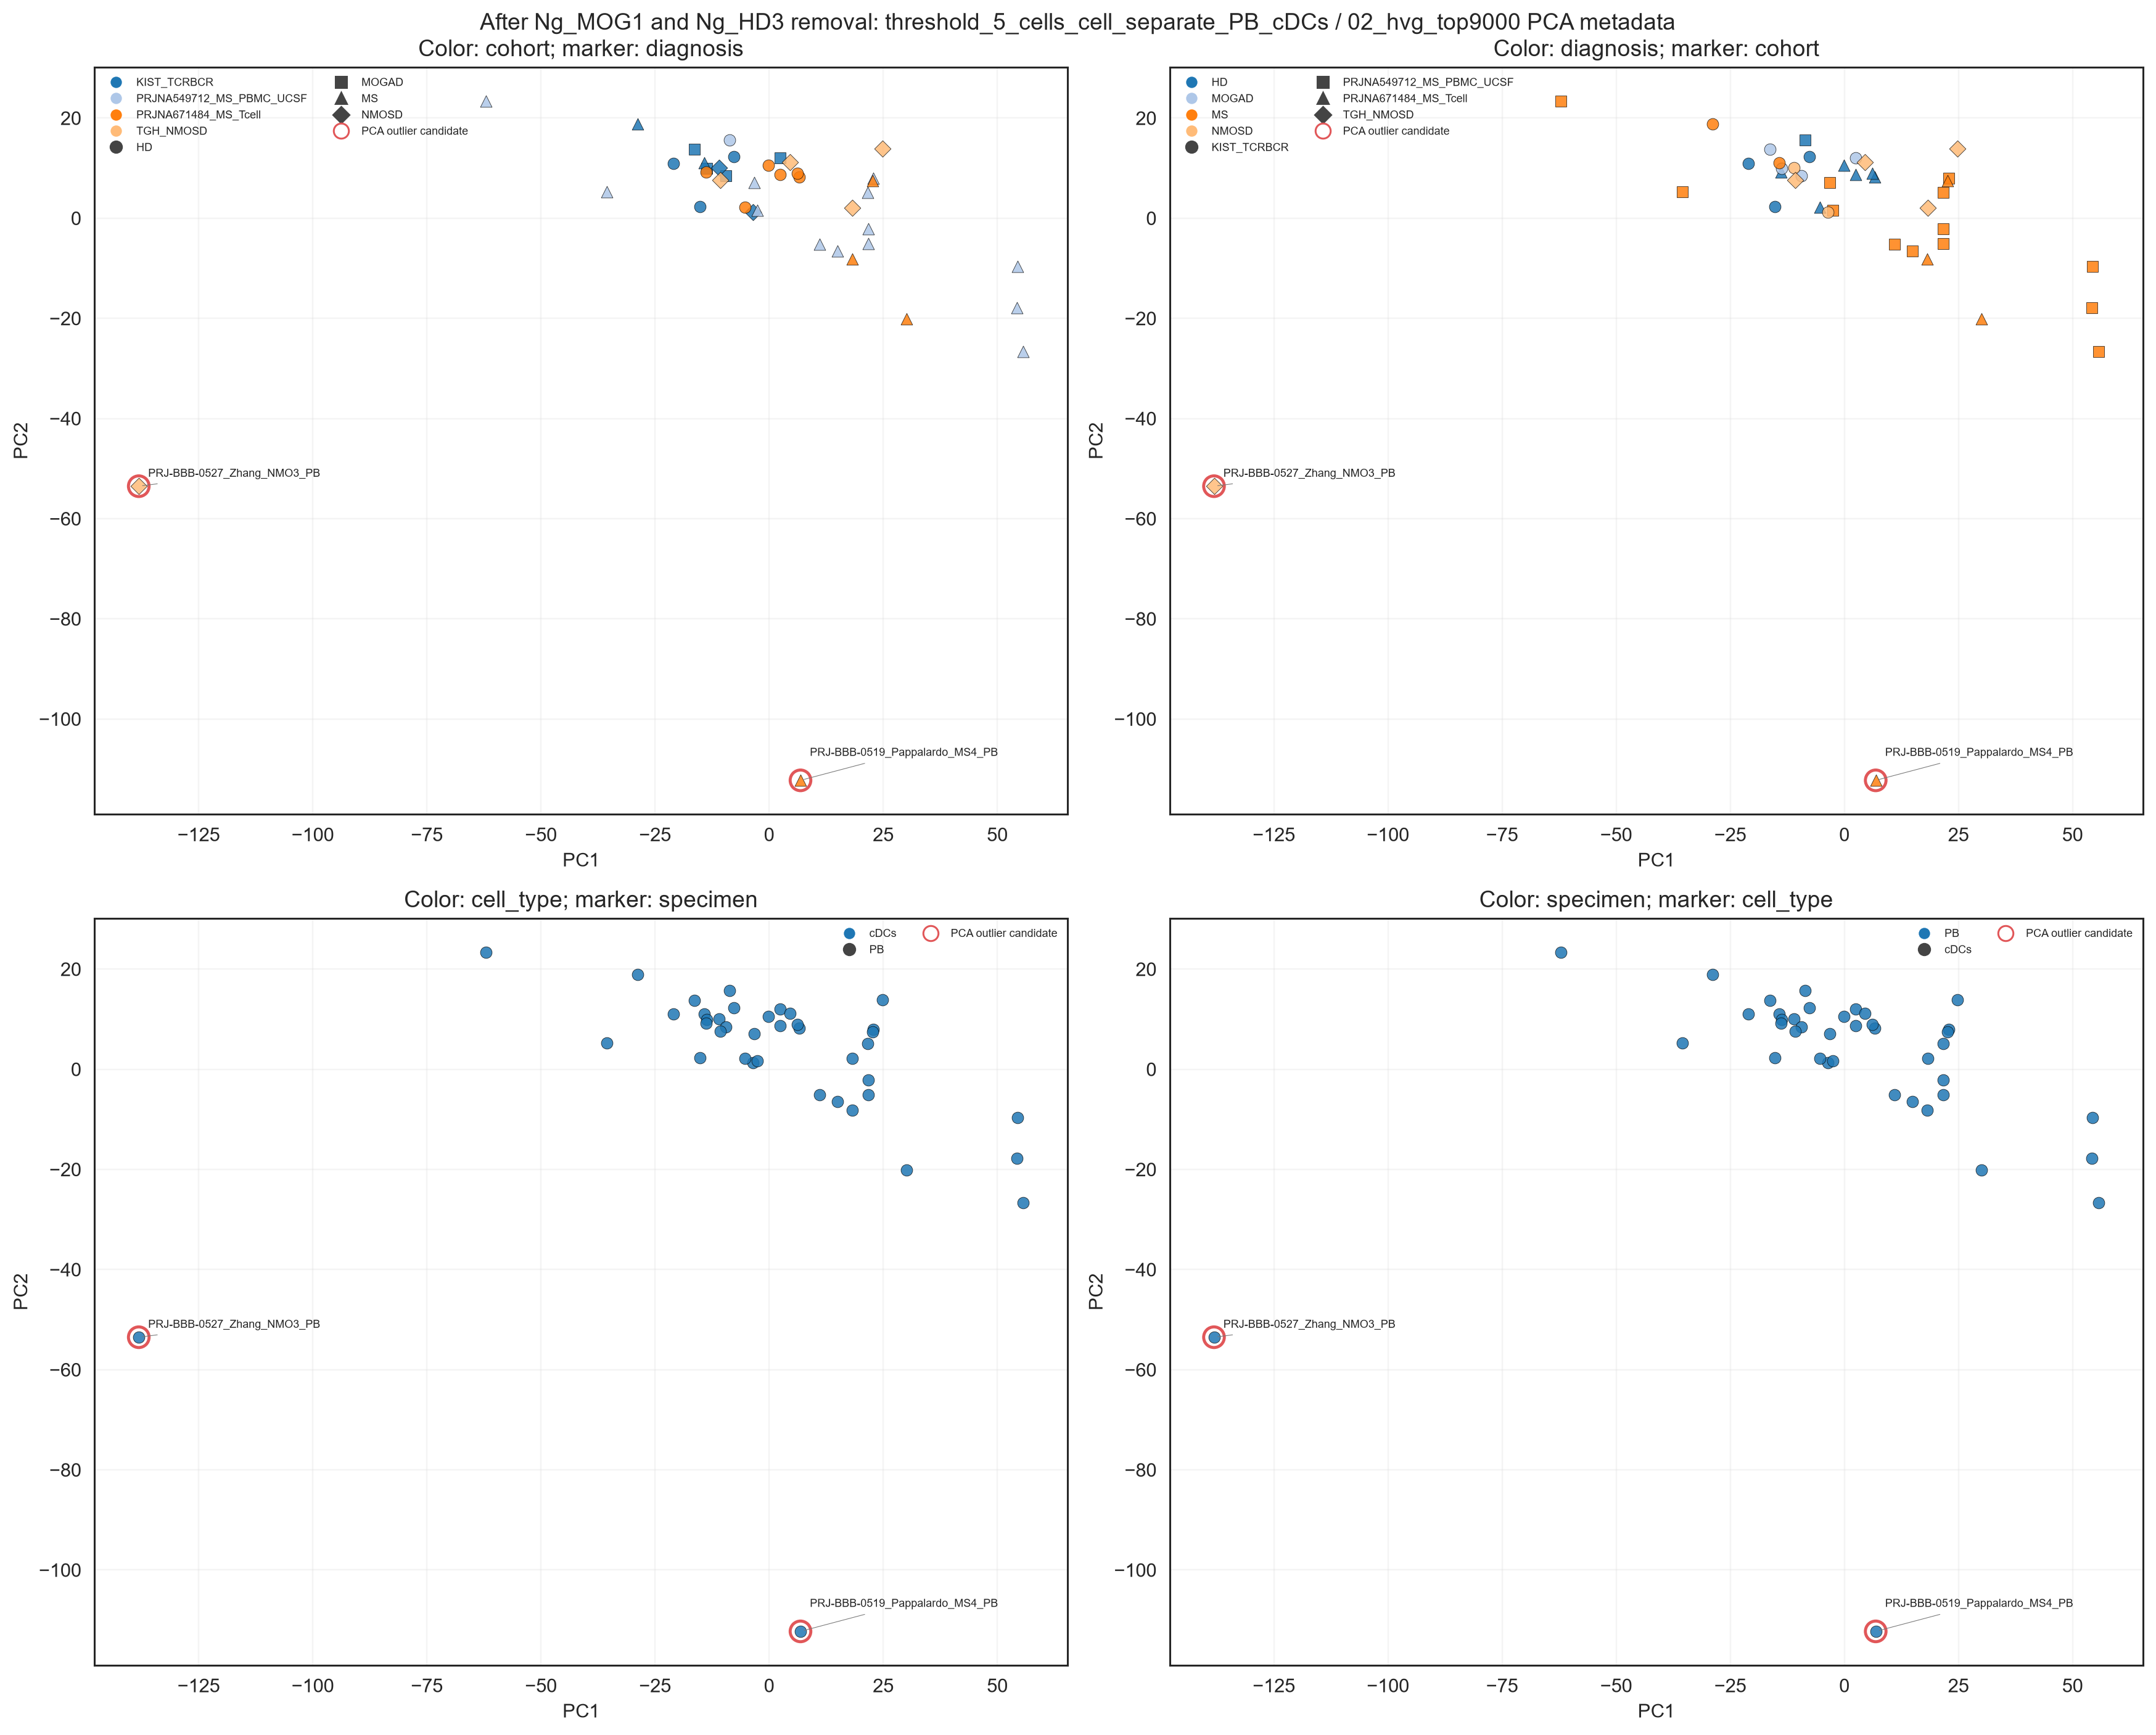 After Ng_MOG1 and Ng_HD3 removal: threshold_5_cells_cell_separate_PB_cDCs / 02_hvg_top9000 PCA metadata
Color: cohort; marker: diagnosis
KIST_TCRBCR
PRJNA549712_MS_PBMC_UCSF
PRJNA671484_MS_Tcell
TGH_NMOSD
HD
MOGAD
MS
NMOSD
PCA outlier candidate
PRJ-BBB-0527_Zhang_NMO3_PB
PRJ-BBB-0519_Pappalardo_MS4_PB
20
0
−20
−40
−60
−80
−100
PC2
−125 −100 −75 −50 −25 0 25 50
PC1
Color: diagnosis; marker: cohort
HD
MOGAD
MS
NMOSD
KIST_TCRBCR
PRJNA549712_MS_PBMC_UCSF
PRJNA671484_MS_Tcell
TGH_NMOSD
PCA outlier candidate
PRJ-BBB-0527_Zhang_NMO3_PB
PRJ-BBB-0519_Pappalardo_MS4_PB
20
0
−20
−40
−60
−80
−100
PC2
−125 −100 −75 −50 −25 0 25 50
PC1
Color: cell_type; marker: specimen
cDCs
PB
PCA outlier candidate
PRJ-BBB-0527_Zhang_NMO3_PB
PRJ-BBB-0519_Pappalardo_MS4_PB
20
0
−20
−40
−60
−80
−100
PC2
−125 −100 −75 −50 −25 0 25 50
PC1
Color: specimen; marker: cell_type
PB
cDCs
PCA outlier candidate
PRJ-BBB-0527_Zhang_NMO3_PB
PRJ-BBB-0519_Pappalardo_MS4_PB
20
0
−20
−40
−60
−80
−100
PC2
−125 −100 −75 −50 −25 0 25 50
PC1